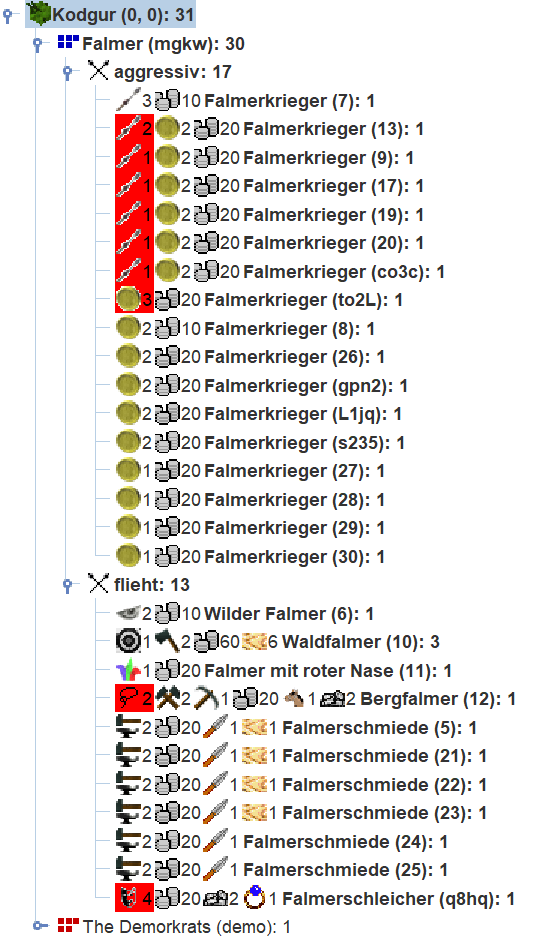 Kodgur (0, 0): 31
Falmer (mgkw): 30
aggressiv: 17
3 10 Falmerkrieger (7): 1
2 2 20 Falmerkrieger (13): 1
1 2 20 Falmerkrieger (9): 1
1 2 20 Falmerkrieger (17): 1
1 2 20 Falmerkrieger (19): 1
1 2 20 Falmerkrieger (20): 1
1 2 20 Falmerkrieger (co3c): 1
3 20 Falmerkrieger (to2L): 1
2 10 Falmerkrieger (8): 1
2 20 Falmerkrieger (26): 1
2 20 Falmerkrieger (gpn2): 1
2 20 Falmerkrieger (L1jq): 1
2 20 Falmerkrieger (s235): 1
1 20 Falmerkrieger (27): 1
1 20 Falmerkrieger (28): 1
1 20 Falmerkrieger (29): 1
1 20 Falmerkrieger (30): 1
flieht: 13
2 10 Wilder Falmer (6): 1
1 2 60 6 Waldfalmer (10): 3
1 20 Falmer mit roter Nase (11): 1
2 2 1 20 1 2 Bergfalmer (12): 1
2 20 1 1 Falmerschmiede (5): 1
2 20 1 1 Falmerschmiede (21): 1
2 20 1 1 Falmerschmiede (22): 1
2 20 1 1 Falmerschmiede (23): 1
2 20 1 Falmerschmiede (24): 1
2 20 1 Falmerschmiede (25): 1
4 20 2 1 Falmerschleicher (q8hq): 1
The Demorkrats (demo): 1